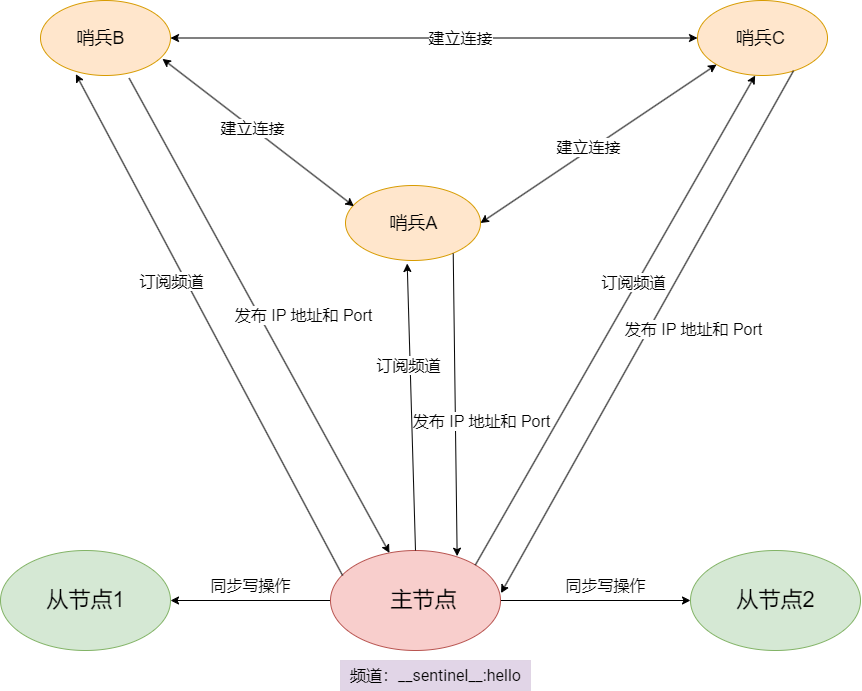 哨兵B
建立连接
哨兵C
建立连接
建立连接
哨兵A
订阅频道
订阅频道
发布 IP 地址和 Port
发布 IP 地址和 Port
订阅频道
发布 IP 地址和 Port
同步写操作
同步写操作
从节点1
主节点
从节点2
频道：__sentinel__:hello